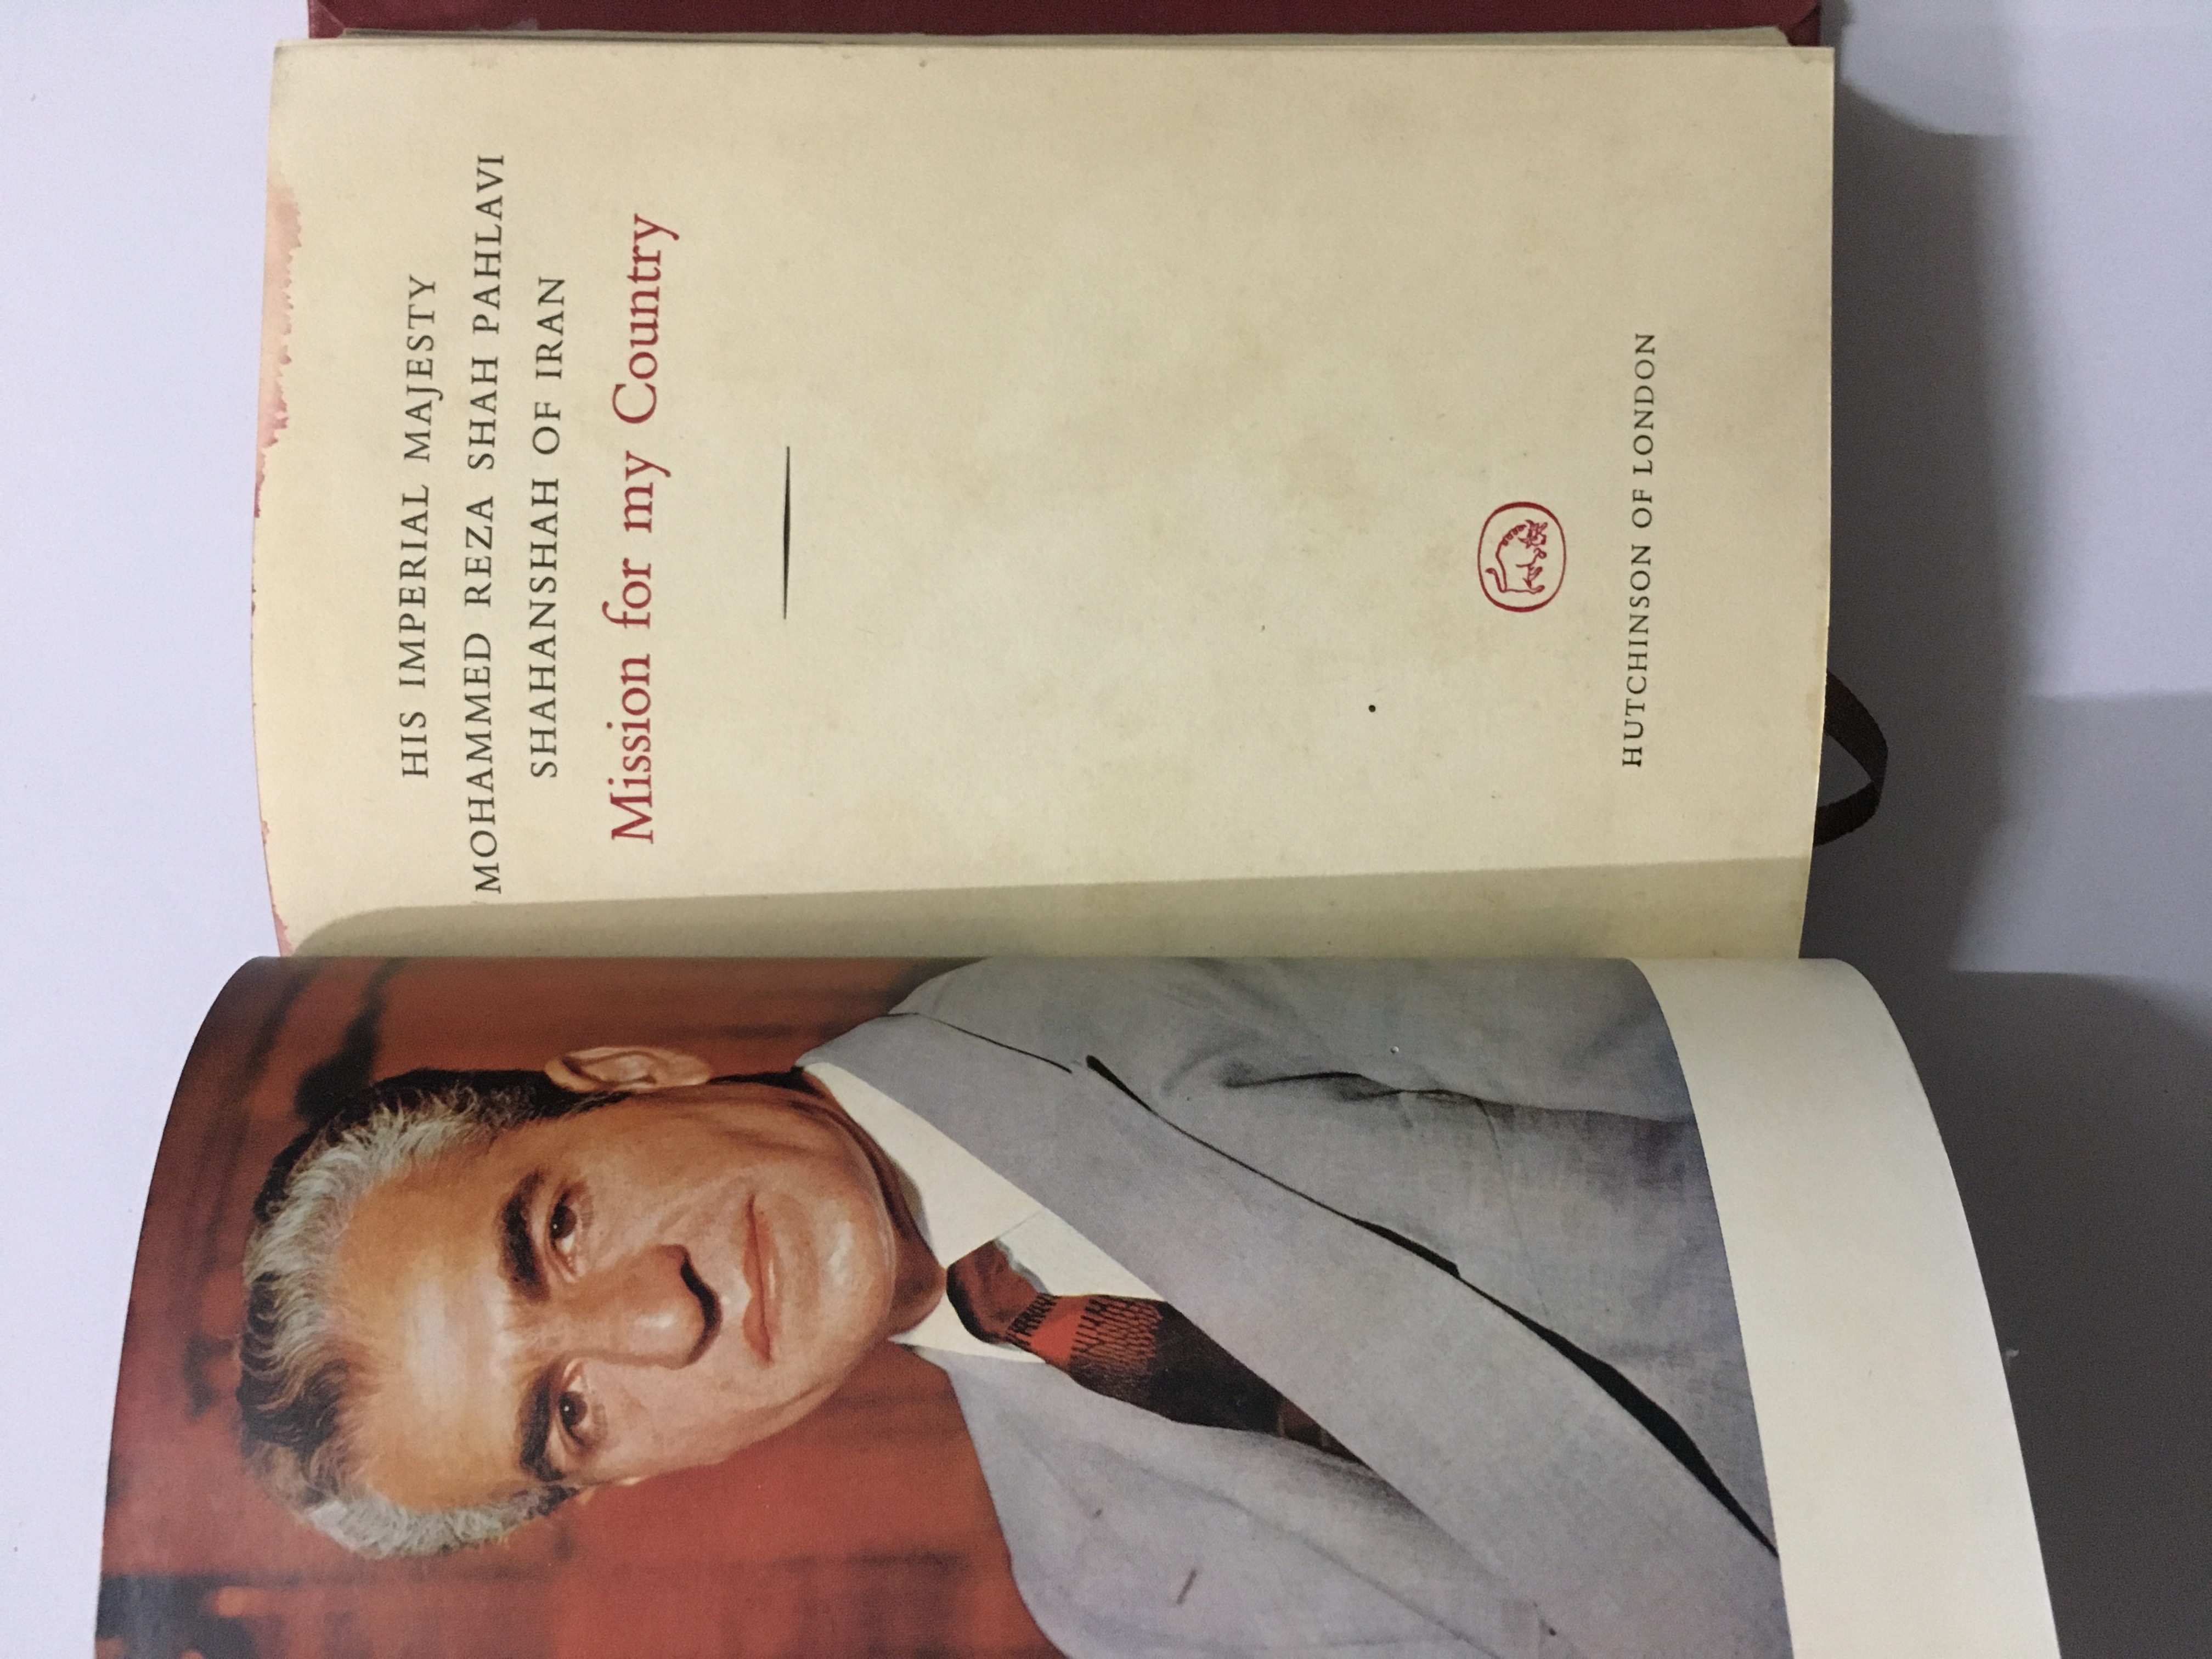 HIS IMPERIAL MAJESTY
MOHAMMED REZA SHAH PAHLAVI
SHAHANSHAH OF IRAN
Mission for my Country
HUTCHINSON OF LONDON